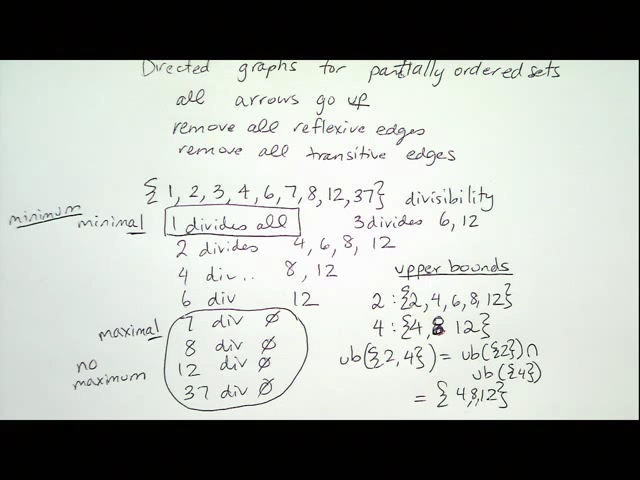 Directed graphs for partially ordered sets
all arrows go up
remove all reflexive edges
remove all transitive edges
{1, 2, 3, 4, 6, 7, 8, 12, 37} divisibility
minimum
minimal 1 divides all 3 divides 6, 12
2 divides 4, 6, 8, 12
4 div .. 8, 12
6 div 12
maximal 7 div ∅
8 div ∅
no maximum 12 div ∅
37 div ∅
upper bounds
2 : {2, 4, 6, 8, 12}
4 : {4, 8 12}
ub({2, 4}) = ub({2}) ∩
ub({4})
= {4, 8, 12}